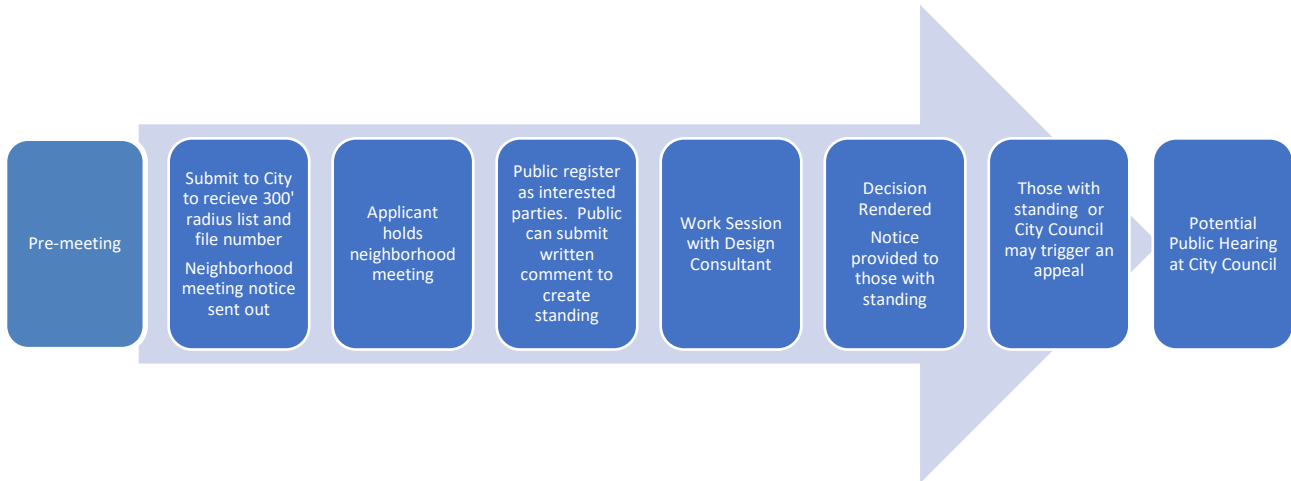 Pre-meeting
Submit to City
to recieve 300'
radius list and
file number
Neighborhood
meeting notice
sent out
Applicant
holds
neighborhood
meeting
Public register
as interested
parties.  Public
can submit
written
comment to
create
standing
Work Session
with Design
Consultant
Decision
Rendered
Notice
provided to
those with
standing
Those with
standing  or
City Council
may trigger an
appeal
Potential
Public Hearing
at City Council